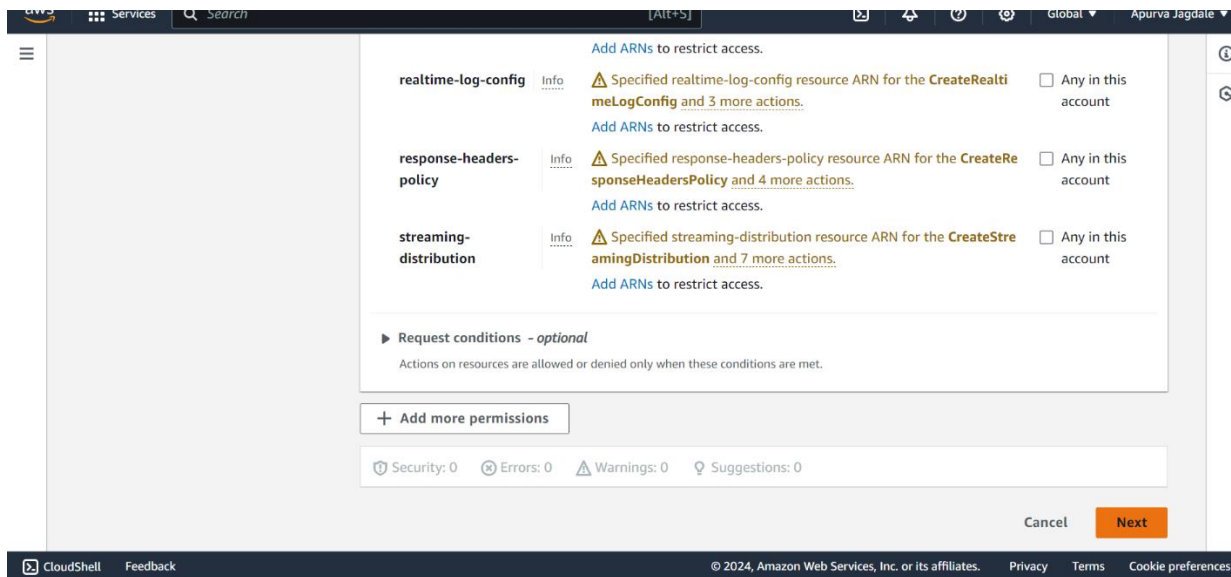 aws Services Search [Alt+S] Global Apurva Jagdale
Add ARNs to restrict access.
realtime-log-config Info Specified realtime-log-config resource ARN for the CreateRealti Any in this
meLogConfig and 3 more actions. account
Add ARNs to restrict access.
response-headers- Info Specified response-headers-policy resource ARN for the CreateRe Any in this
policy sponseHeadersPolicy and 4 more actions. account
Add ARNs to restrict access.
streaming- Info Specified streaming-distribution resource ARN for the CreateStre Any in this
distribution amingDistribution and 7 more actions. account
Add ARNs to restrict access.
Request conditions - optional
Actions on resources are allowed or denied only when these conditions are met.
+ Add more permissions
Security: 0 Errors: 0 Warnings: 0 Suggestions: 0
Cancel Next
CloudShell Feedback © 2024, Amazon Web Services, Inc. or its affiliates. Privacy Terms Cookie preferences